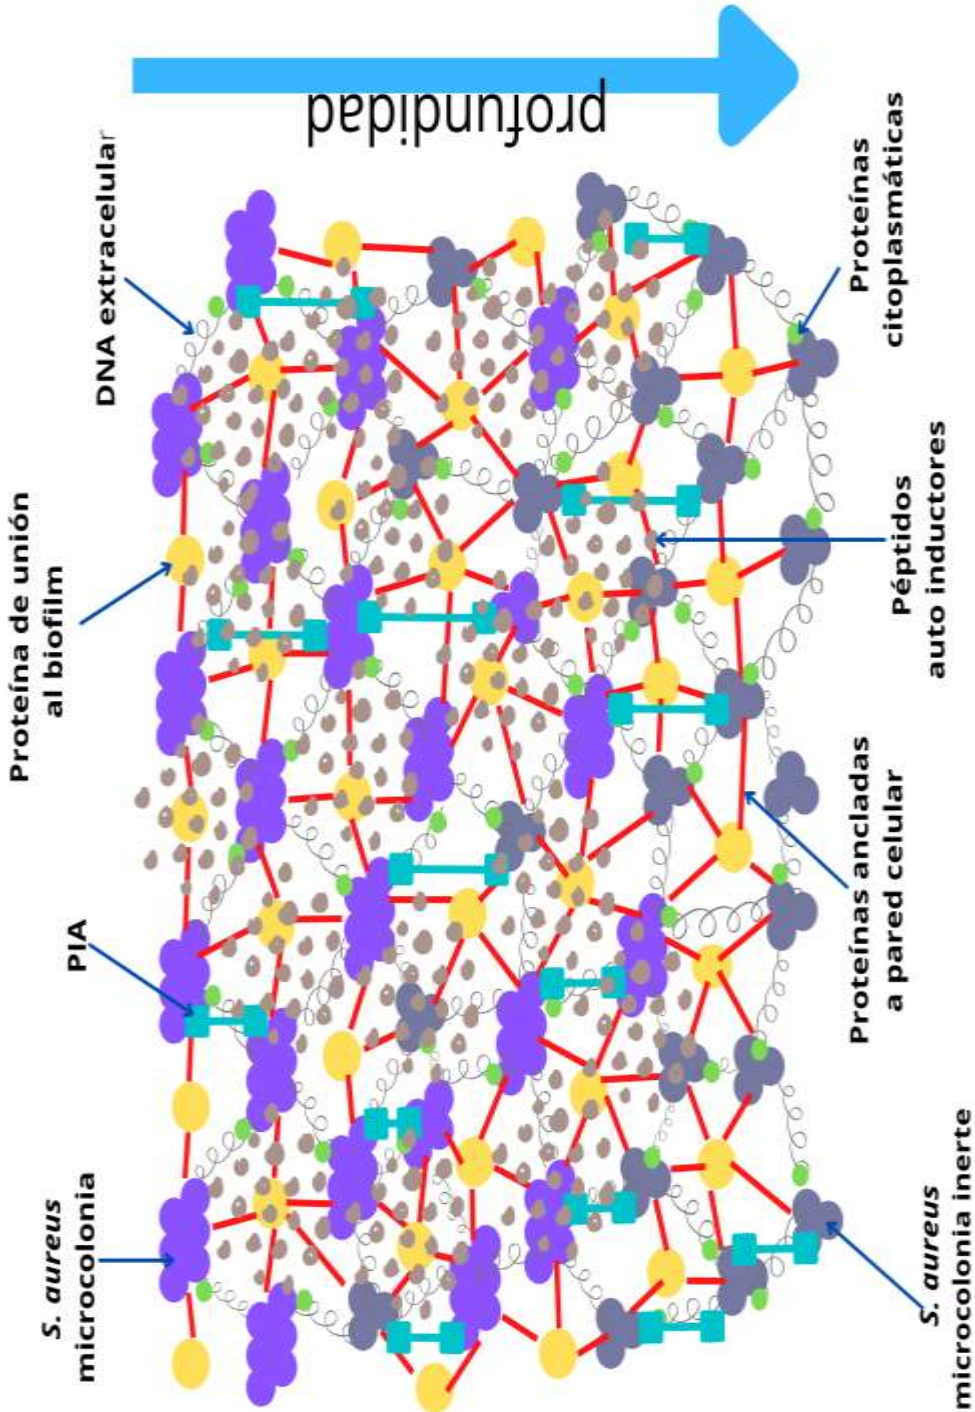 S. aureus
microcolonia
PIA
Proteína de unión
al biofilm
DNA extracelular
profundidad
S. aureus
microcolonia inerte
Proteínas ancladas
a pared celular
Péptidos
auto inductores
Proteínas
citoplasmáticas